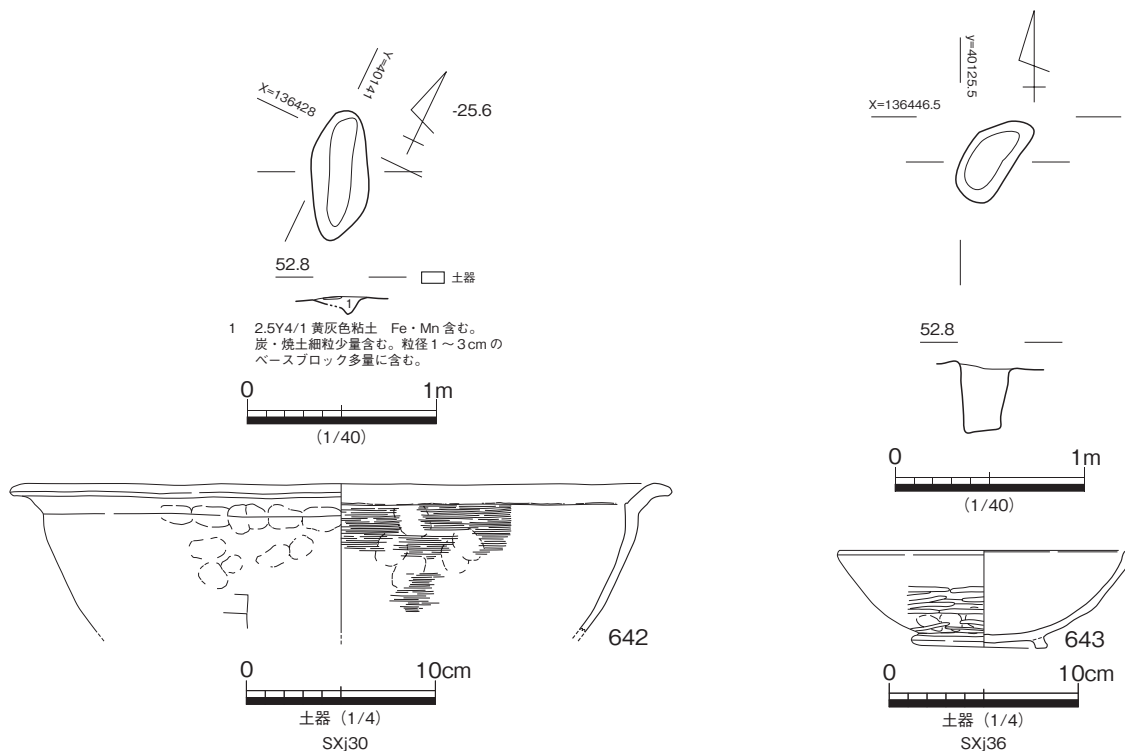 X=136428
Y=40141
-25.6
52.8
土器
1
1 2.5Y4/1 黄灰色粘土 Fe・Mn 含む。
炭・焼土細粒少量含む。粒径1～3cmの
ベースブロック多量に含む。
0 1m
(1/40)
642
0 10cm
土器 (1/4)
SXj30
y=40125.5
X=136446.5
52.8
0 1m
(1/40)
643
0 10cm
土器 (1/4)
SXj36